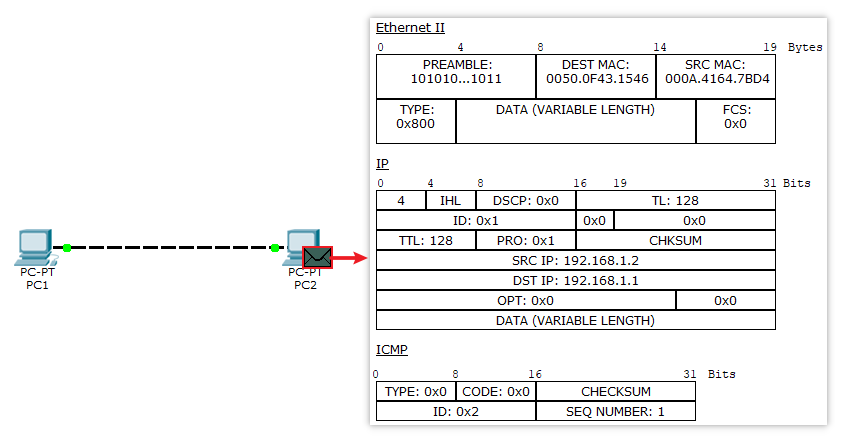 Ethernet II
0 4 8 14 19 Bytes
PREAMBLE: DEST MAC: SRC MAC:
101010...1011 0050.0F43.1546 000A.4164.7BD4
TYPE: DATA (VARIABLE LENGTH) FCS:
0x800 0x0
IP
0 4 8 16 19 31 Bits
4 IHL DSCP: 0x0 TL: 128
ID: 0x1 0x0 0x0
TTL: 128 PRO: 0x1 CHKSUM
SRC IP: 192.168.1.2
DST IP: 192.168.1.1
OPT: 0x0 0x0
DATA (VARIABLE LENGTH)
ICMP
0 8 16 31 Bits
TYPE: 0x0 CODE: 0x0 CHECKSUM
ID: 0x2 SEQ NUMBER: 1
PC-PT
PC1
PC-PT
PC2